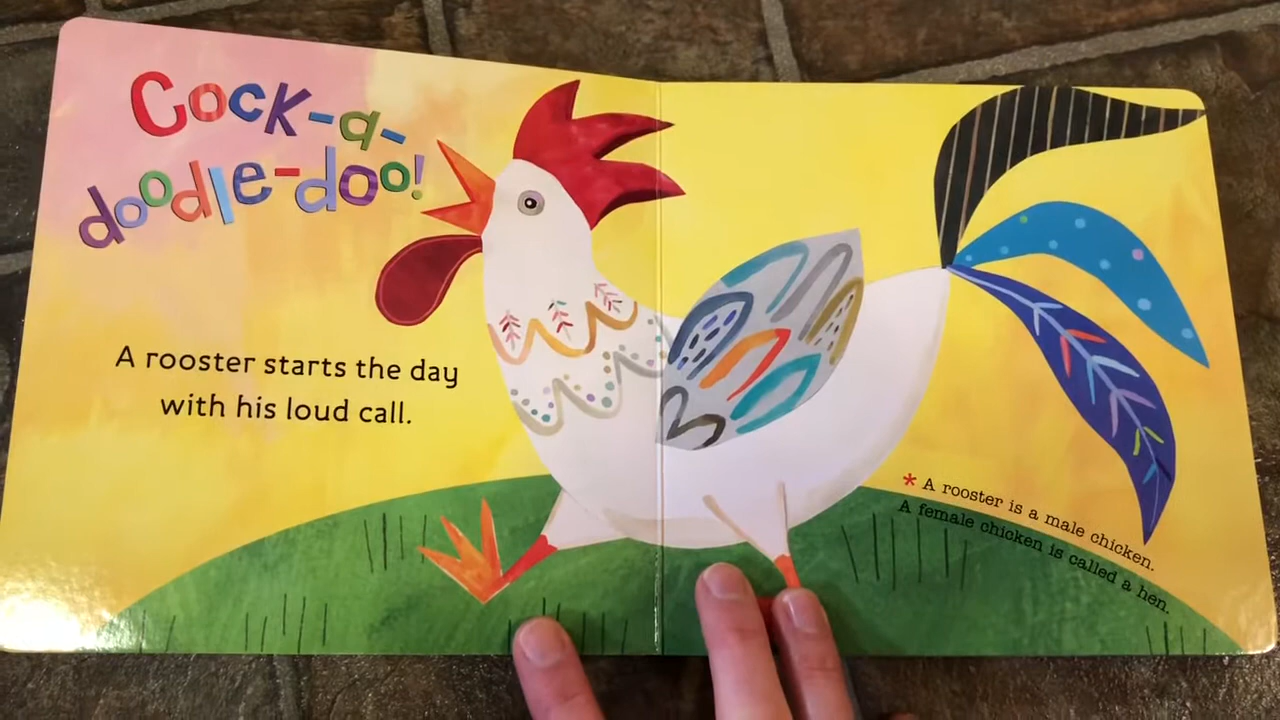 Cock-a-
doodle-doo!
A rooster starts the day
with his loud call.
* A rooster is a male chicken.
A female chicken is called a hen.